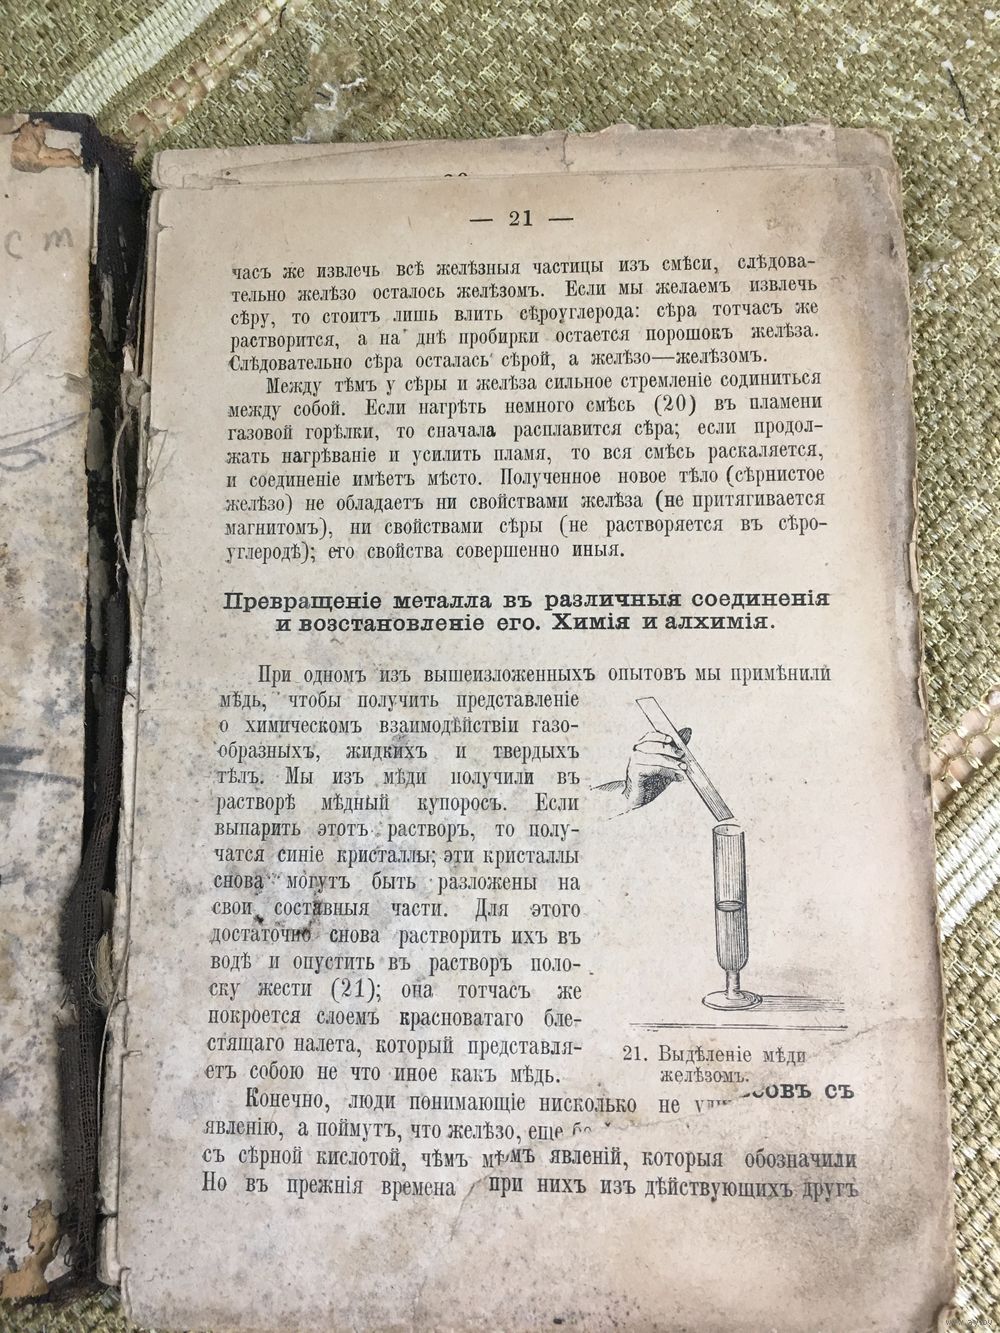 ст
— 21 —
часъ же извлечь всѣ желѣзныя частицы изъ смѣси, слѣдова-
тельно желѣзо осталось желѣзомъ. Если мы желаемъ извлечь
сѣру, то стоитъ лишь влить сѣроуглерода: сѣра тотчасъ же
растворится, а на днѣ пробирки остается порошокъ желѣза.
Слѣдовательно сѣра осталась сѣрой, а желѣзо—желѣзомъ.
Между тѣмъ у сѣры и желѣза сильное стремленіе содиниться
между собой. Если нагрѣть немного смѣсь (20) въ пламени
газовой горѣлки, то сначала расплавится сѣра; если продол-
жать нагрѣваніе и усилить пламя, то вся смѣсь раскаляется,
и соединеніе имѣетъ мѣсто. Полученное новое тѣло (сѣрнистое
желѣзо) не обладаетъ ни свойствами желѣза (не притягивается
магнитомъ), ни свойствами сѣры (не растворяется въ сѣро-
углеродѣ); его свойства совершенно иныя.
Превращеніе металла въ различныя соединенія
и возстановленіе его. Химія и алхимія.
При одномъ изъ вышеизложенныхъ опытовъ мы примѣнили
мѣдь, чтобы получить представленіе
о химическомъ взаимодѣйствіи газо-
образныхъ, жидкихъ и твердыхъ
тѣлъ. Мы изъ мѣди получили въ
растворѣ мѣдный купоросъ. Если
выпарить этотъ растворъ, то полу-
чатся синіе кристаллы; эти кристаллы
снова могутъ быть разложены на
свои составныя части. Для этого
достаточно снова растворить ихъ въ
водѣ и опустить въ растворъ поло-
ску жести (21); она тотчасъ же
покроется слоемъ красноватаго бле-
стящаго налета, который представля-
етъ собою не что иное какъ мѣдь.
21. Выдѣленіе мѣди
желѣзомъ.
Конечно, люди понимающіе нисколько не совъ съ
явленію, а поймутъ, что желѣзо, еще
съ сѣрной кислотой, чѣмъ явленій, которыя обозначили
Но въ прежнія времена при нихъ изъ дѣйствующихъ другъ